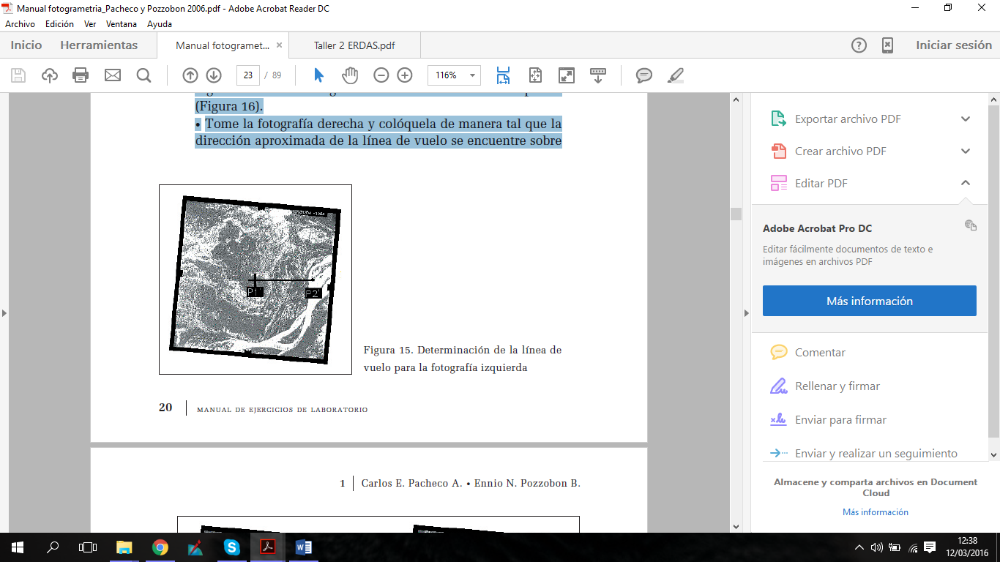 Manual fotogrametria_Pacheco y Pozzobon 2006.pdf - Adobe Acrobat Reader DC
Archivo Edición Ver Ventana Ayuda
Inicio Herramientas Manual fotogramet... × Taller 2 ERDAS.pdf Iniciar sesión
23 / 89 116%
(Figura 16).
• Tome la fotografía derecha y colóquela de manera tal que la
dirección aproximada de la línea de vuelo se encuentre sobre
P1' P2'
Figura 15. Determinación de la línea de
vuelo para la fotografía izquierda
20 MANUAL DE EJERCICIOS DE LABORATORIO
1 Carlos E. Pacheco A. • Ennio N. Pozzobon B.
Exportar archivo PDF
Crear archivo PDF
Editar PDF
Adobe Acrobat Pro DC
Editar fácilmente documentos de texto e
imágenes en archivos PDF
Más información
Comentar
Rellenar y firmar
Enviar para firmar
Enviar y realizar un seguimiento
Almacene y comparta archivos en Document
Cloud
Más información
12:38
12/03/2016